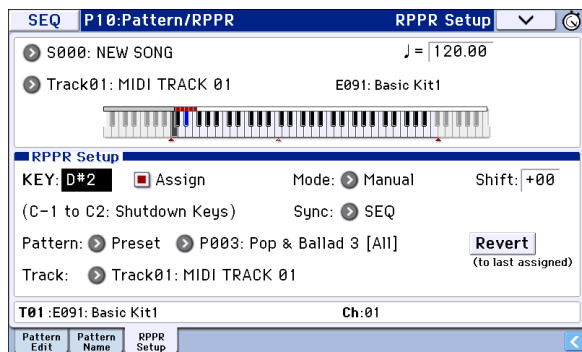 SEQ P10:Pattern/RPPR RPPR Setup
S000: NEW SONG ♩= 120.00
Track01: MIDI TRACK 01 E091: Basic Kit1
RPPR Setup
KEY: D#2 Assign Mode: Manual Shift: +00
(C-1 to C2: Shutdown Keys) Sync: SEQ
Pattern: Preset P003: Pop & Ballad 3 [All] Revert
(to last assigned)
Track: Track01: MIDI TRACK 01
T01 :E091: Basic Kit1 Ch:01
Pattern Edit Pattern Name RPPR Setup